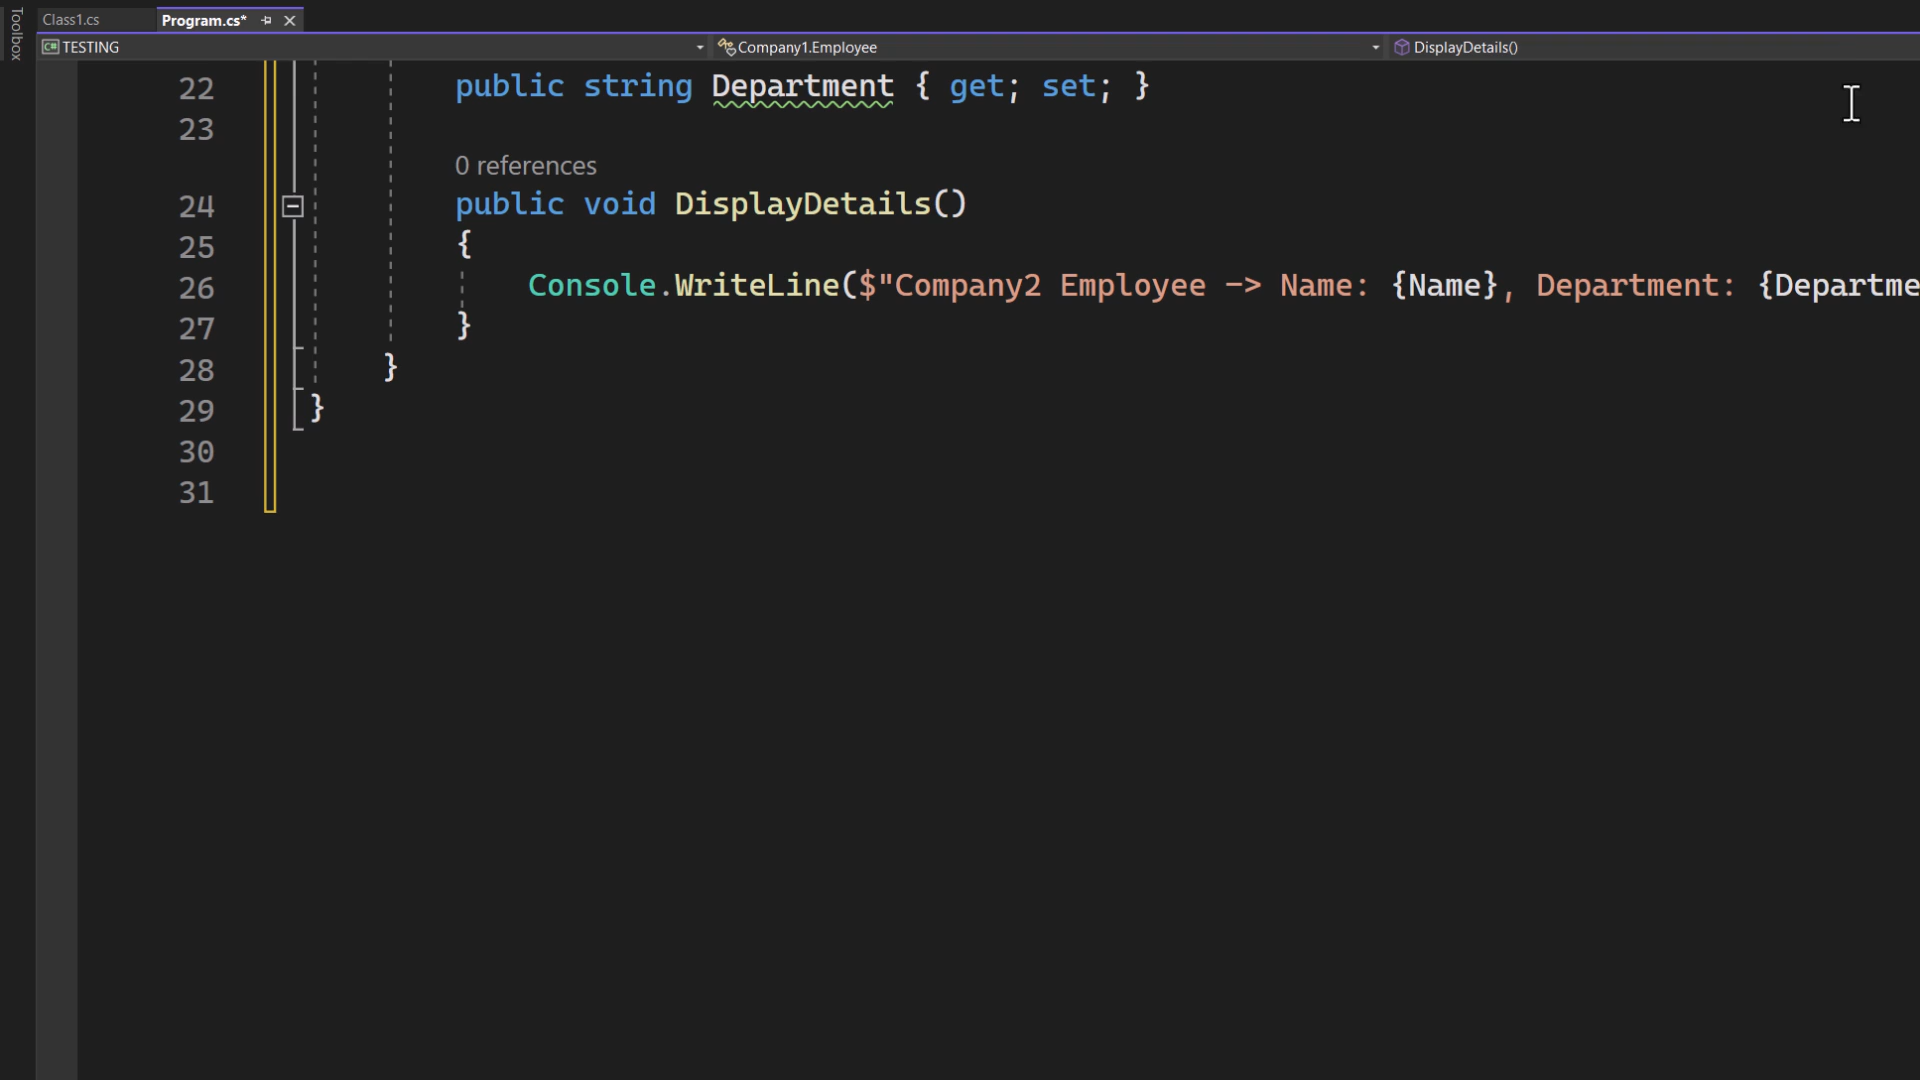 Toolbox
Class1.cs
Program.cs*
TESTING
Company1.Employee
DisplayDetails()
22 public string Department { get; set; }
23
0 references
24 public void DisplayDetails()
25 {
26 Console.WriteLine($"Company2 Employee -> Name: {Name}, Department: {Departme
27 }
28 }
29 }
30
31